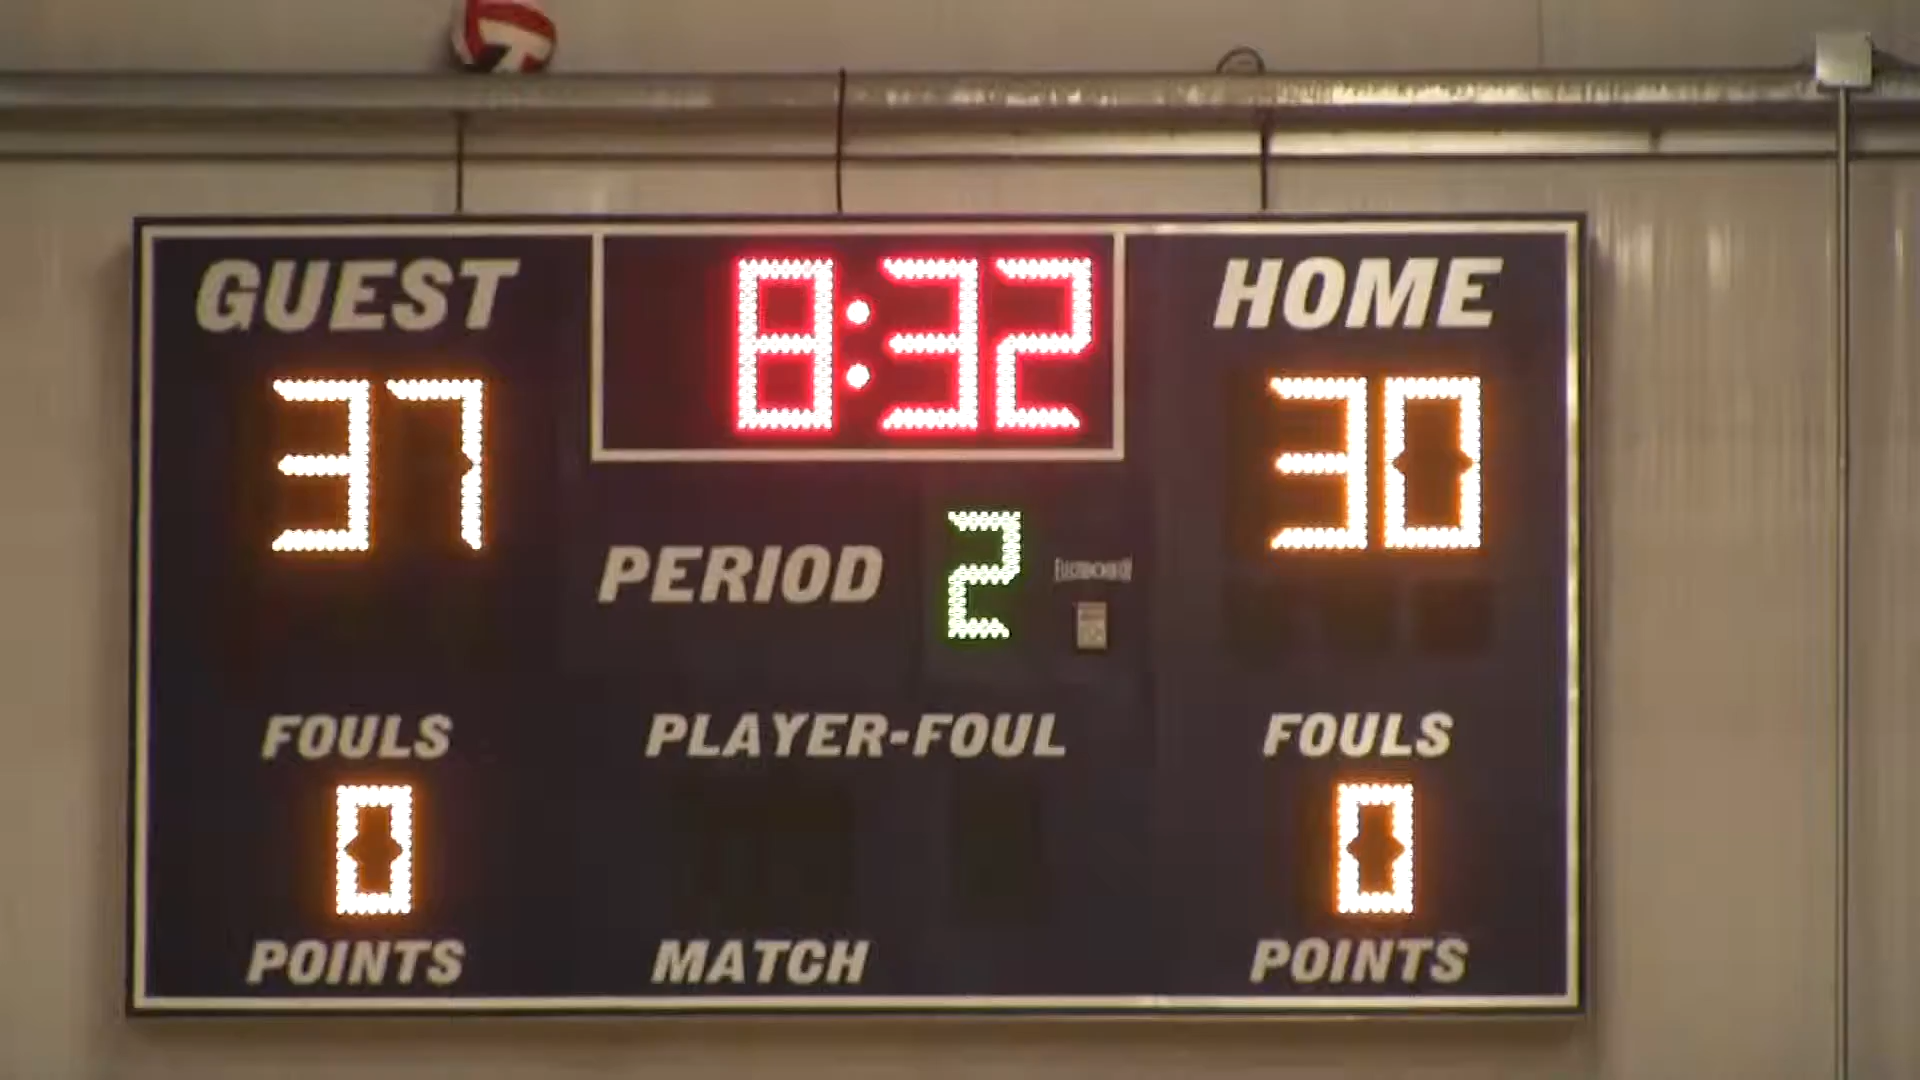 GUEST 8:32 HOME
37 30
PERIOD 2
FOULS PLAYER-FOUL FOULS
0 0
POINTS MATCH POINTS